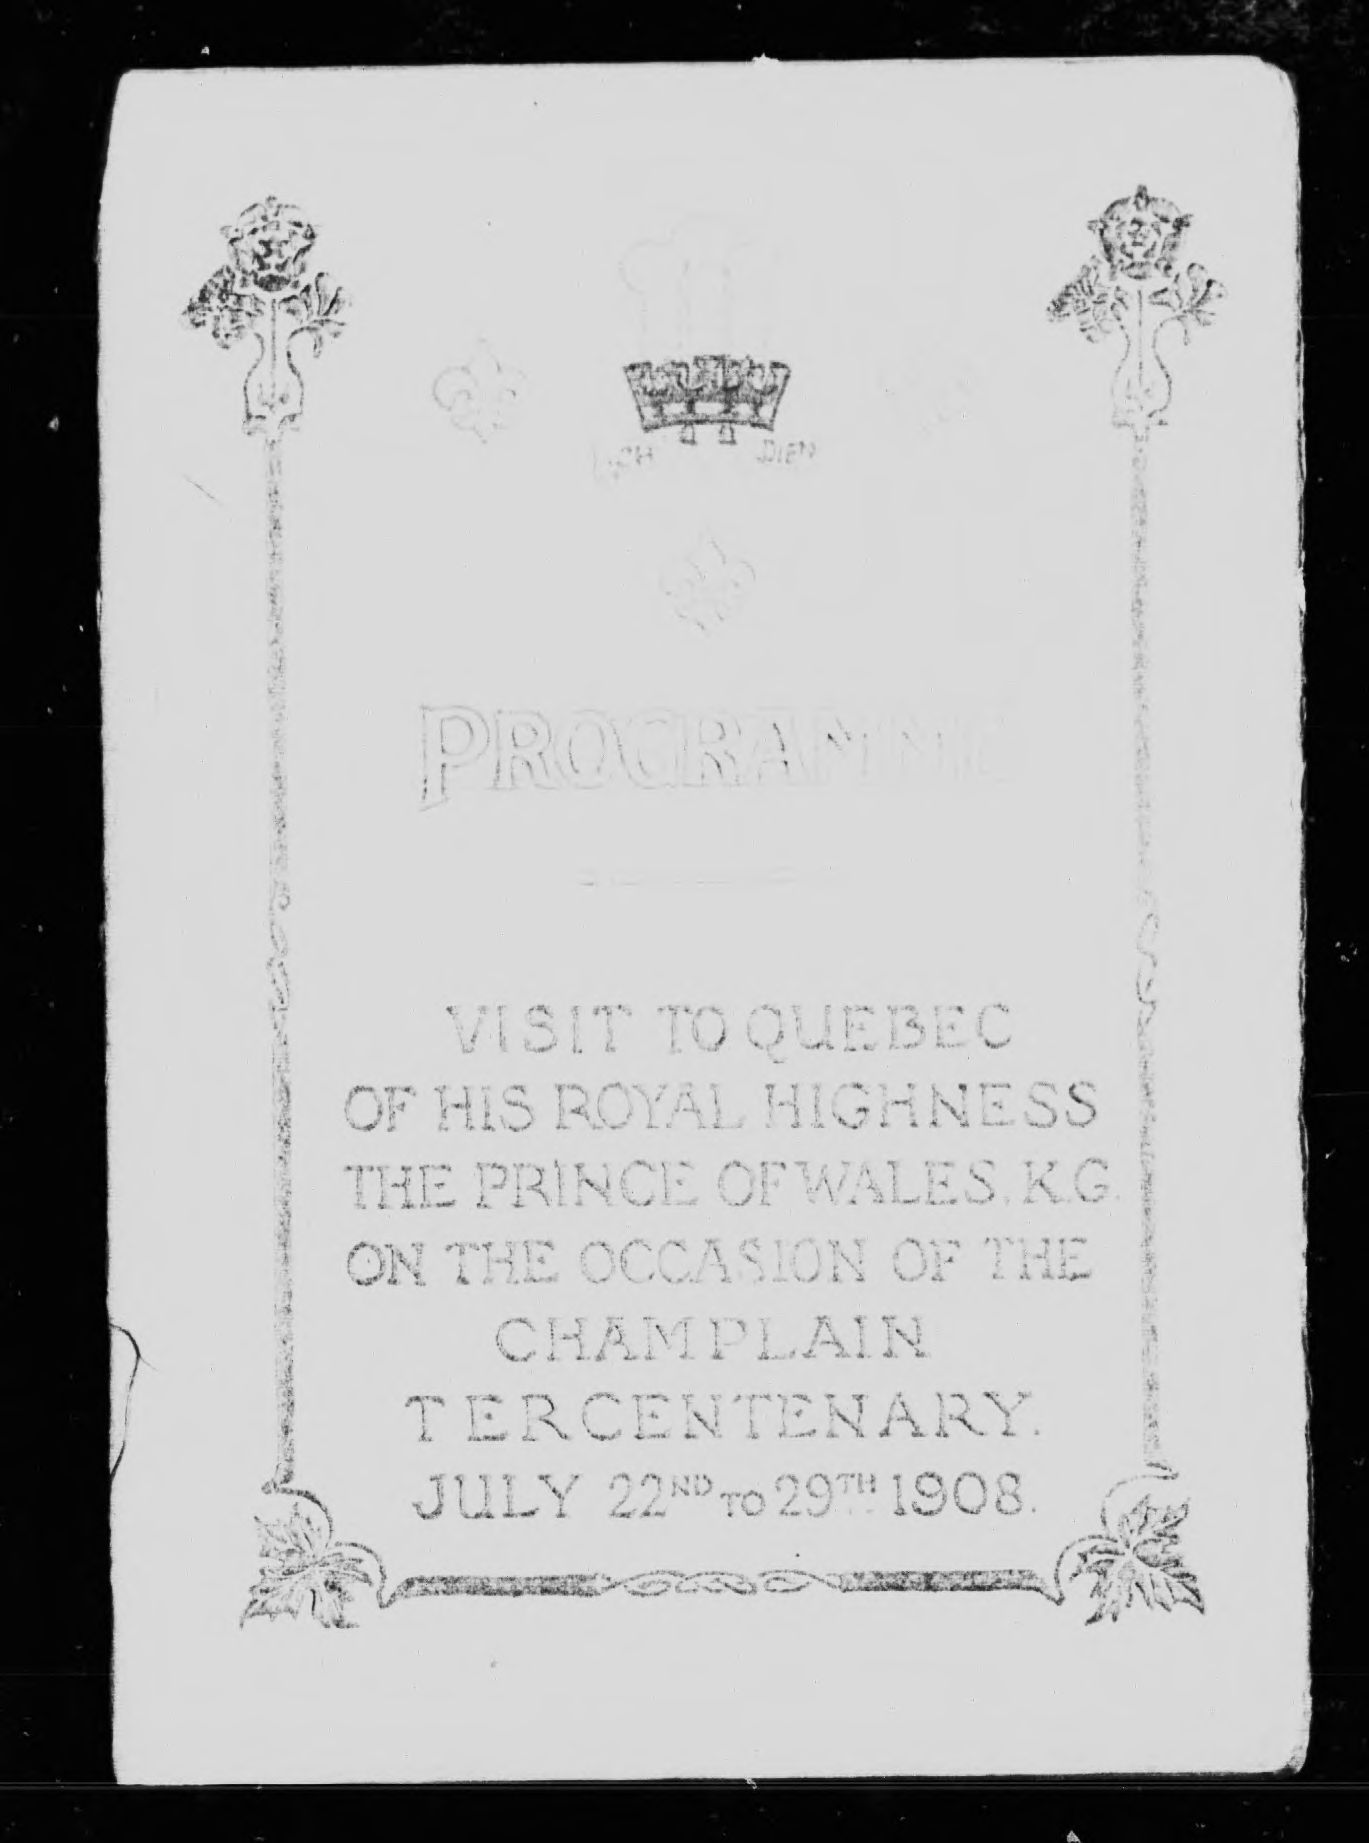 ICH DIEN
PROGRAMME
VISIT TO QUEBEC
OF HIS ROYAL HIGHNESS
THE PRINCE OF WALES. K.G.
ON THE OCCASION OF THE
CHAMPLAIN
TERCENTENARY.
JULY 22ND TO 29TH 1908.